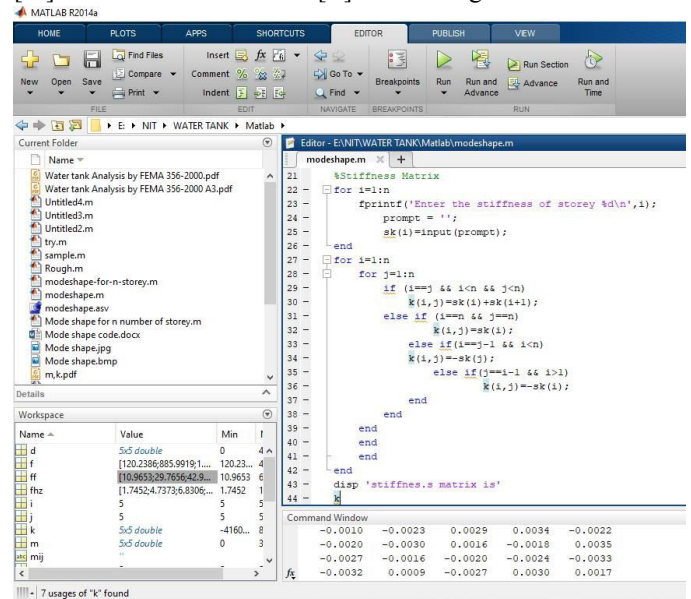 MATLAB R2014a
HOME PLOTS APPS SHORTCUTS EDITOR PUBLISH VIEW
New Open Save
Find Files
Compare
Print
FILE
Insert fx
Comment
Indent
EDIT
Go To
Find
NAVIGATE
Breakpoints
BREAKPOINTS
Run Run and Advance
Run Section
Advance
Run and Time
RUN
E: NIT WATER TANK Matlab
Current Folder
Name
Water tank Analysis by FEMA 356-2000.pdf
Water tank Analysis by FEMA 356-2000 A3.pdf
Untitled4.m
Untitled3.m
Untitled2.m
try.m
sample.m
Rough.m
modeshape-for-n-storey.m
modeshape.m
modeshape.asv
Mode shape for n number of storey.m
Mode shape code.docx
Mode shape.jpg
Mode shape.bmp
m,k.pdf
Details
Workspace
Name Value Min
d 5x5 double 0 4
f [120.2386;885.9919;1.... 120.23... 4
ff [10.9653;29.7656;42.9... 10.9653 6
fhz [1.7452;4.7373;6.8306;... 1.7452 1
i 5 5 5
j 5 5 5
k 5x5 double -4160... 8
m 5x5 double 0 3
mij ''
7 usages of "k" found
Editor - E:\NIT\WATER TANK\Matlab\modeshape.m
modeshape.m
21 %Stiffness Matrix
22 - for i=1:n
23 - fprintf('Enter the stiffness of storey %d\n',i);
24 - prompt = '';
25 - sk(i)=input(prompt);
26 - end
27 - for i=1:n
28 - for j=1:n
29 - if (i==j && i<n && j<n)
30 - k(i,j)=sk(i)+sk(i+1);
31 - else if (i==n && j==n)
32 - k(i,j)=sk(i);
33 - else if(i==j-1 && i<n)
34 - k(i,j)=-sk(j);
35 - else if(j==i-1 && i>1)
36 - k(i,j)=-sk(i);
37 - end
38 - end
39 - end
40 - end
41 - end
42 - end
43 - disp 'stiffnes.s matrix is'
44 - k
Command Window
-0.0010 -0.0023 0.0029 0.0034 -0.0022
-0.0020 -0.0030 0.0016 -0.0018 0.0035
-0.0027 -0.0016 -0.0020 -0.0024 -0.0033
fx -0.0032 0.0009 -0.0027 0.0030 0.0017